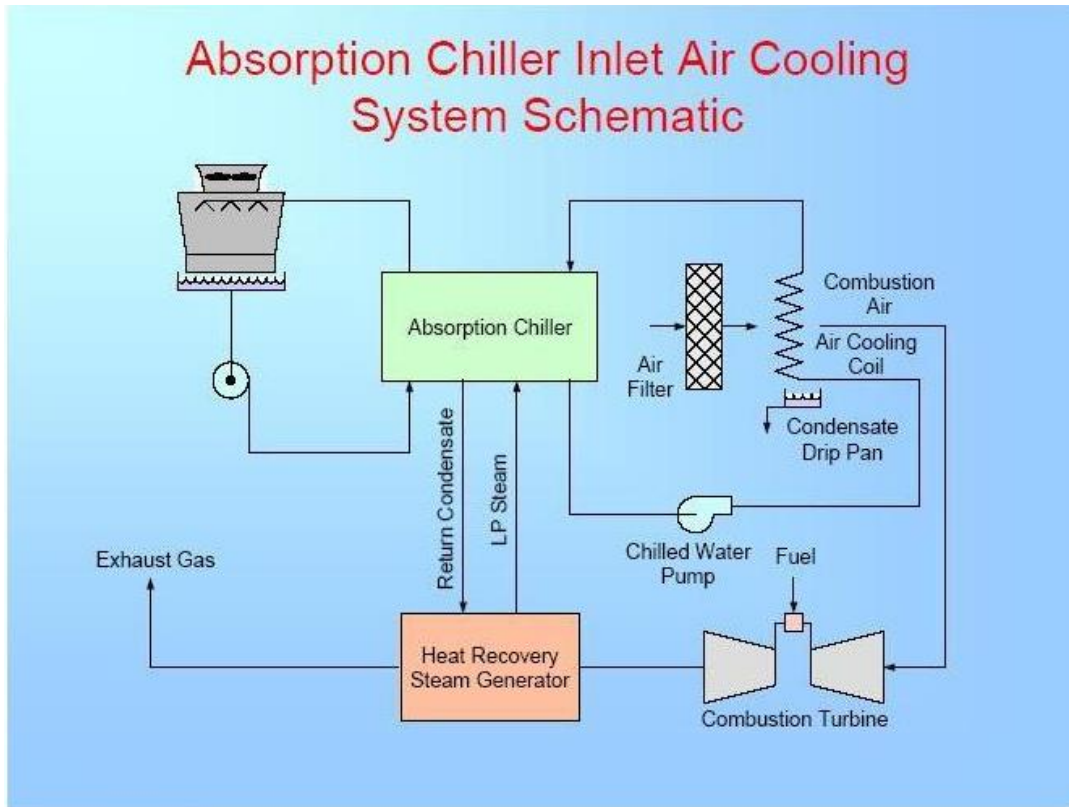 Absorption Chiller Inlet Air Cooling
System Schematic
Absorption Chiller
Air
Filter
Combustion
Air
Air Cooling
Coil
Condensate
Drip Pan
Return Condensate
LP Steam
Chilled Water
Pump
Fuel
Exhaust Gas
Heat Recovery
Steam Generator
Combustion Turbine